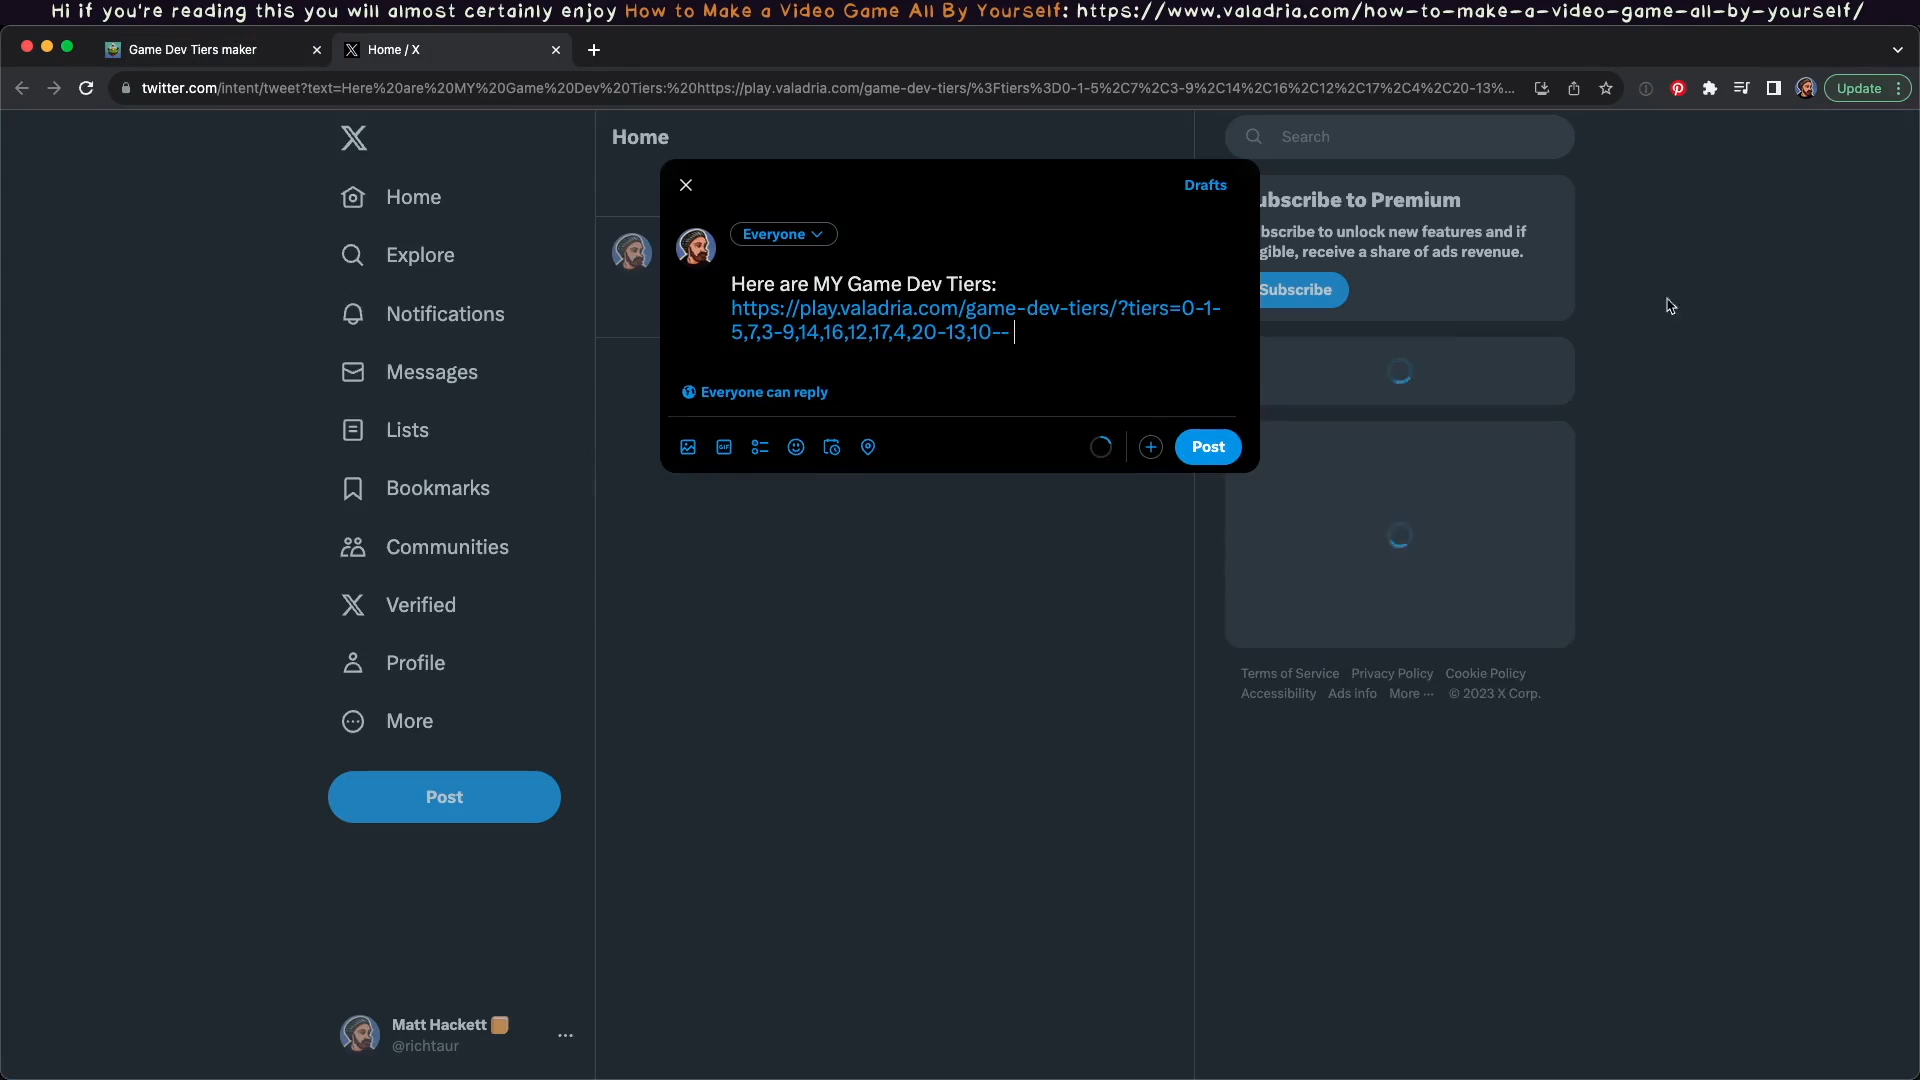 Hi if you're reading this you will almost certainly enjoy How to Make a Video Game All By Yourself: https://www.valadria.com/how-to-make-a-video-game-all-by-yourself/
Game Dev Tiers maker
Home / X
twitter.com/intent/tweet?text=Here%20are%20MY%20Game%20Dev%20Tiers:%20https://play.valadria.com/game-dev-tiers/%3Ftiers%3D0-1-5%2C7%2C3-9%2C14%2C16%2C12%2C17%2C4%2C20-13%...
Update
Home
Explore
Notifications
Messages
Lists
Bookmarks
Communities
Verified
Profile
More
Post
Matt Hackett
@richtaur
Home
Drafts
Everyone
Here are MY Game Dev Tiers:
https://play.valadria.com/game-dev-tiers/?tiers=0-1-
5,7,3-9,14,16,12,17,4,20-13,10--
Everyone can reply
GIF
Post
Search
ubscribe to Premium
bscribe to unlock new features and if
gible, receive a share of ads revenue.
Subscribe
Terms of Service Privacy Policy Cookie Policy
Accessibility Ads info More ··· © 2023 X Corp.